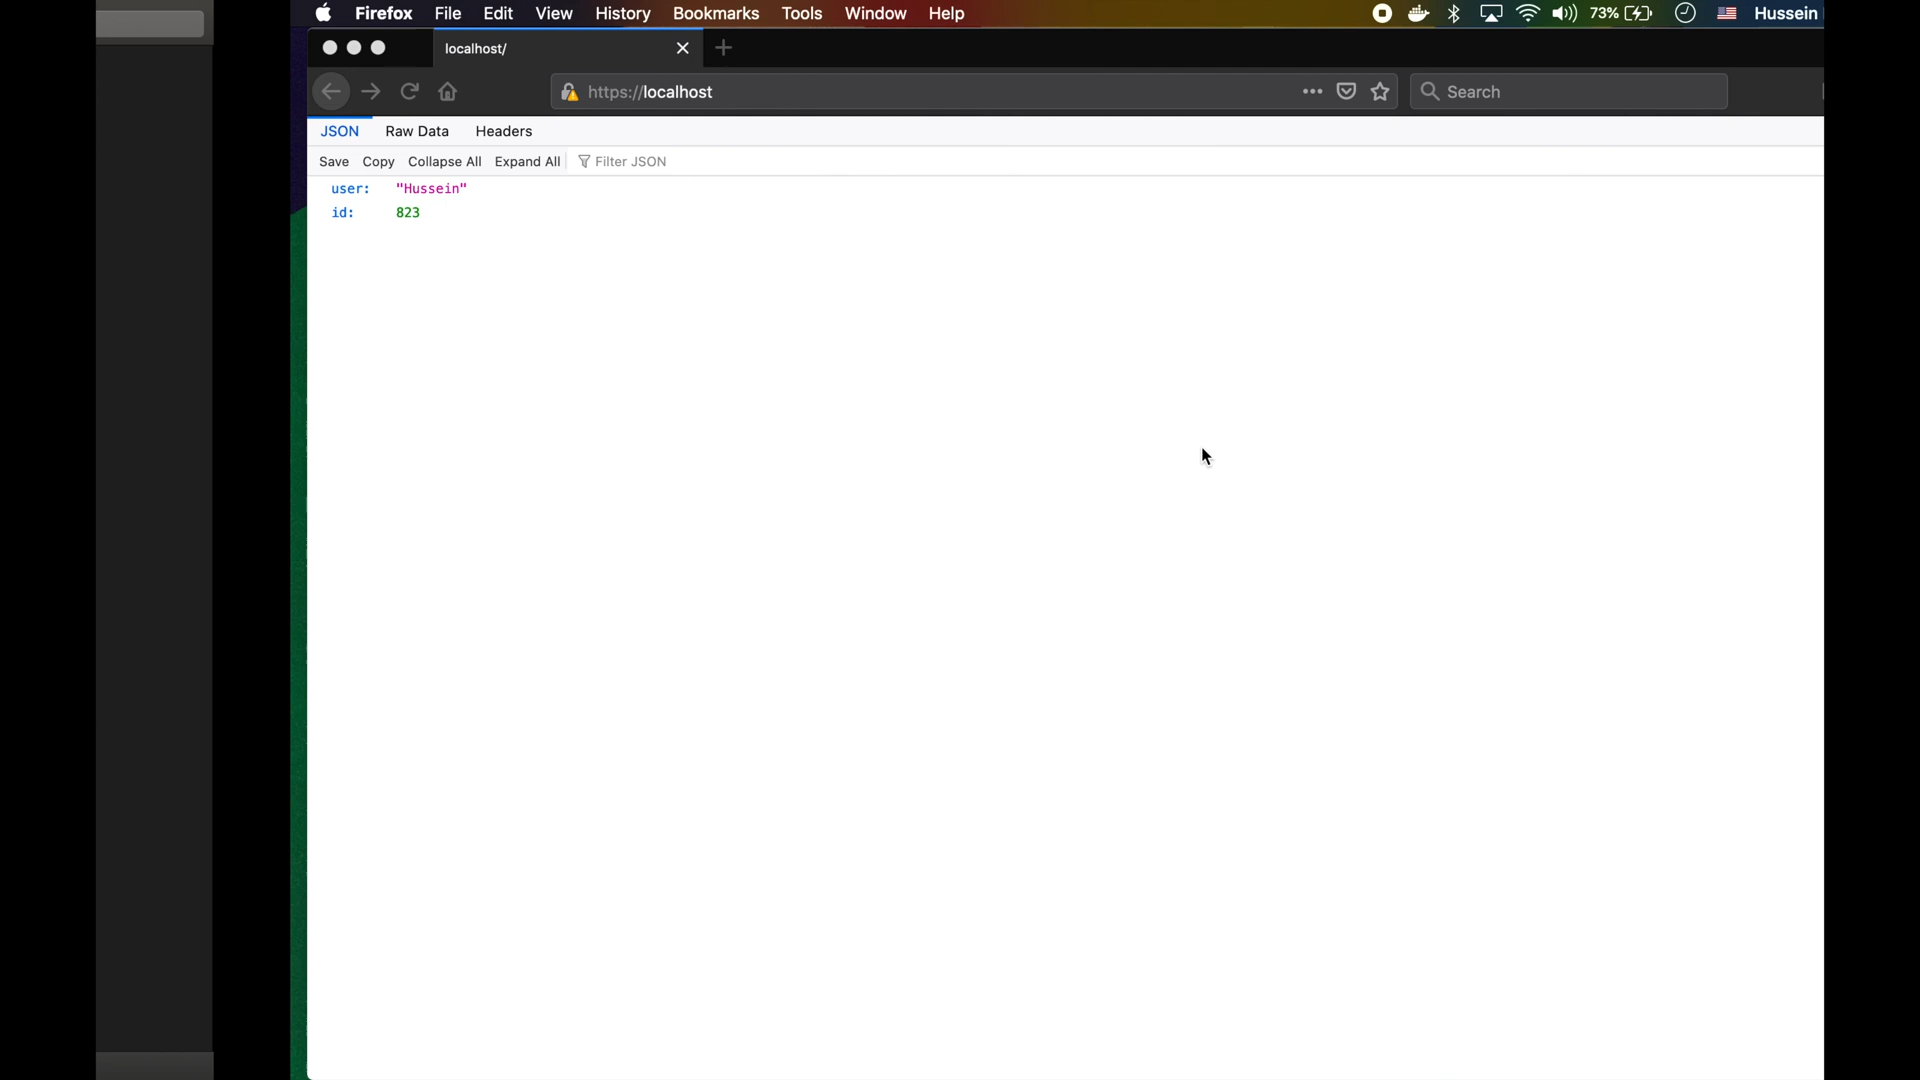 Firefox File Edit View History Bookmarks Tools Window Help 73% Hussein
localhost/
https://localhost Search
JSON Raw Data Headers
Save Copy Collapse All Expand All Filter JSON
user: "Hussein"
id: 823